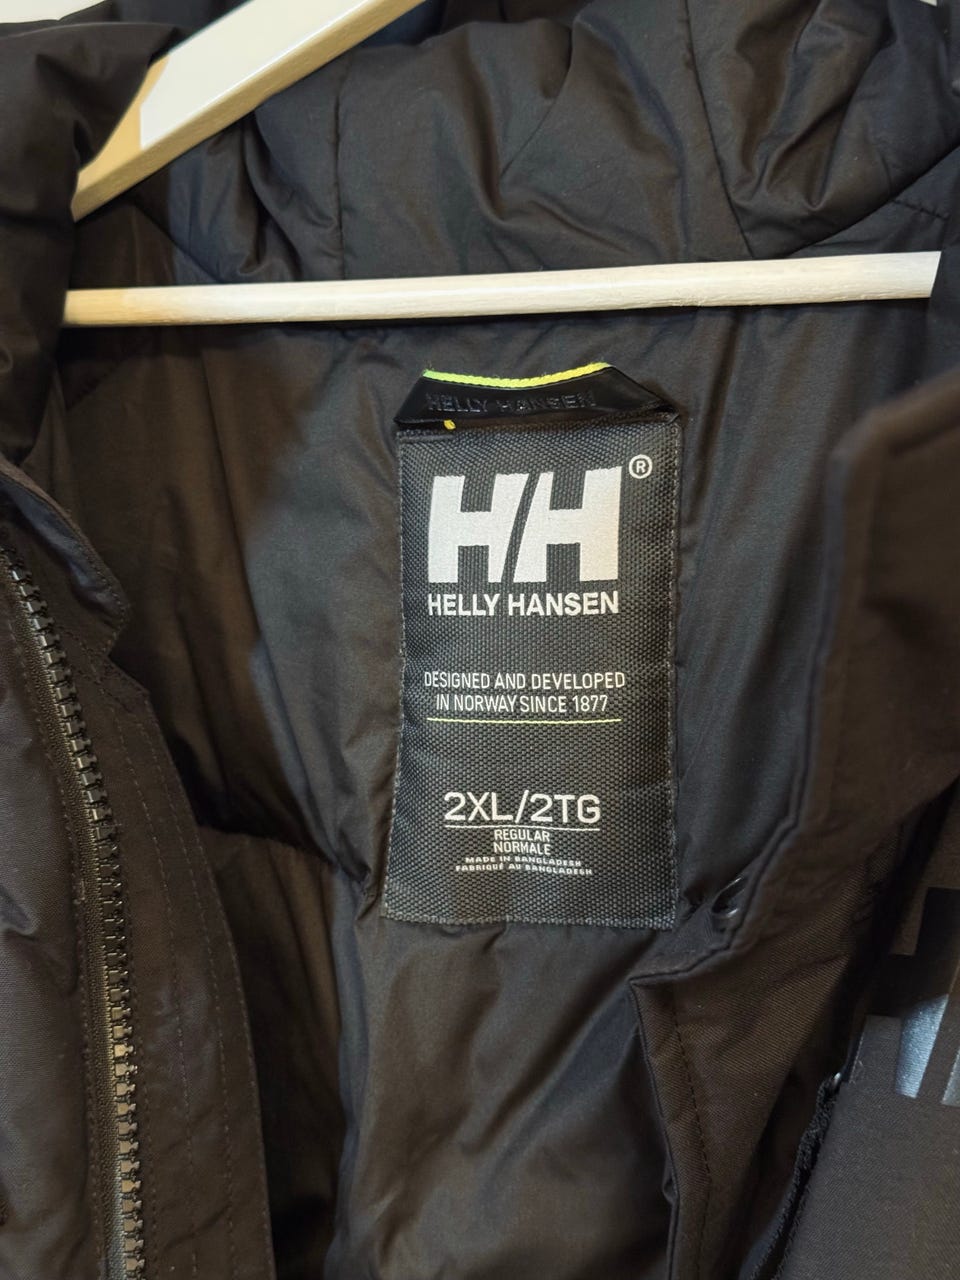 HELLY HANSEN
HH®
HELLY HANSEN
DESIGNED AND DEVELOPED
IN NORWAY SINCE 1877
2XL/2TG
REGULAR
NORMALE
MADE IN BANGLADESH
FABRIQUÉ AU BANGLADESH